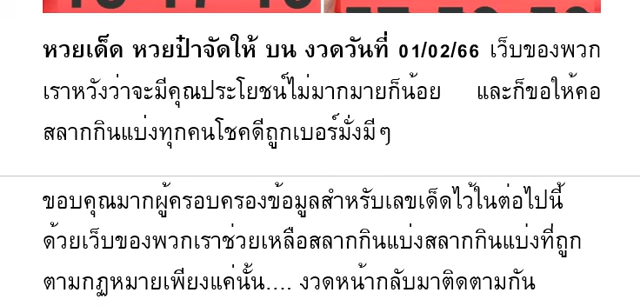 หวยเด็ด หวยป๋าจัดให้ บน งวดวันที่ 01/02/66 เว็บของพวก
เราหวังว่าจะมีคุณประโยชน์ไม่มากมายก็น้อย และก็ขอให้คอ
สลากกินแบ่งทุกคนโชคดีถูกเบอร์มั่งมีๆ
ขอบคุณมากผู้ครอบครองข้อมูลสำหรับเลขเด็ดไว้ในต่อไปนี้
ด้วยเว็บของพวกเราช่วยเหลือสลากกินแบ่งสลากกินแบ่งที่ถูก
ตามกฏหมายเพียงแค่นั้น.... งวดหน้ากลับมาติดตามกัน